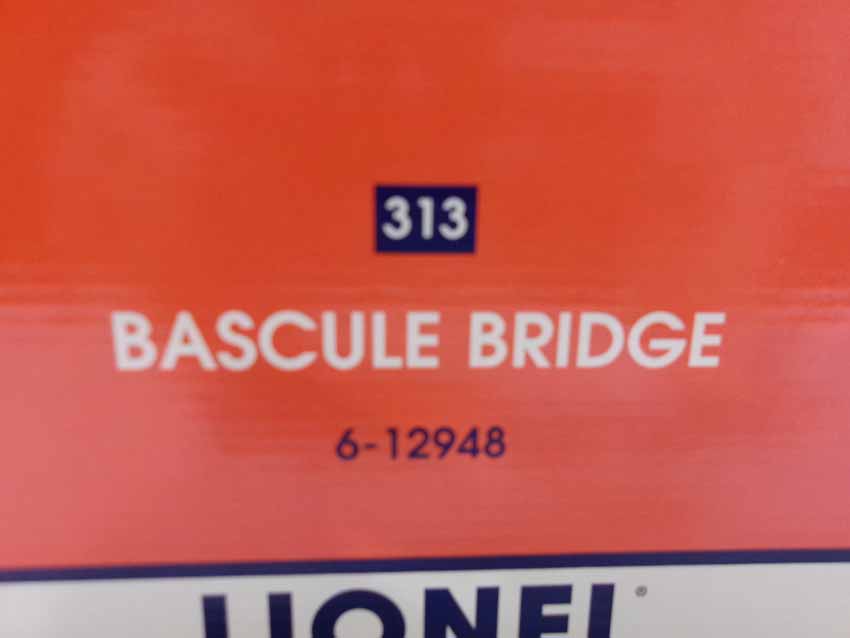 313
BASCULE BRIDGE
6-12948
LIONEL®